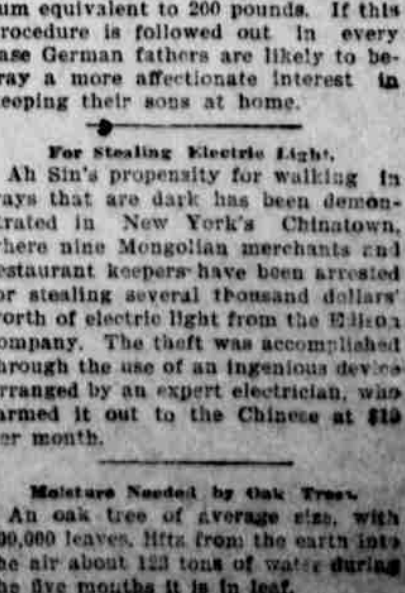 um equivalent to 200 pounds. If this
rocedure is followed out in every
ase German fathers are likely to be-
ray a more affectionate interest in
eeping their sons at home.
For Stealing Electric Light.
Ah Sin's propensity for walking in
ays that are dark has been demon-
trated in New York's Chinatown,
here nine Mongolian merchants and
estaurant keepers have been arrested
or stealing several thousand dollars'
orth of electric light from the Edison
ompany. The theft was accomplished
hrough the use of an ingenious device
rranged by an expert electrician, who
armed it out to the Chinese at
er month.
Moisture Needed by Oak Trees.
An oak tree of average size, with
00,000 leaves, lifts from the earth into
he air about 123 tons of water during
he five months it is in leaf.